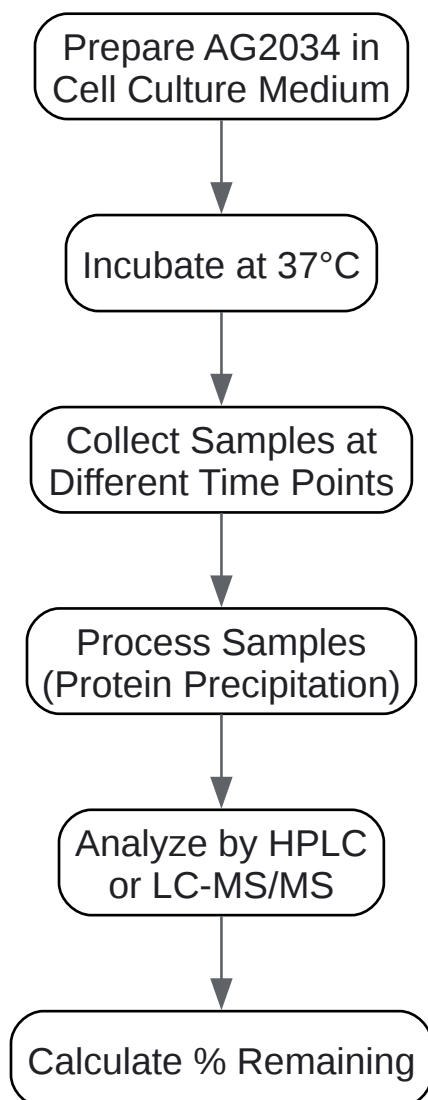 Prepare AG2034 in
Cell Culture Medium
Incubate at 37°C
Collect Samples at
Different Time Points
Process Samples
(Protein Precipitation)
Analyze by HPLC
or LC-MS/MS
Calculate % Remaining